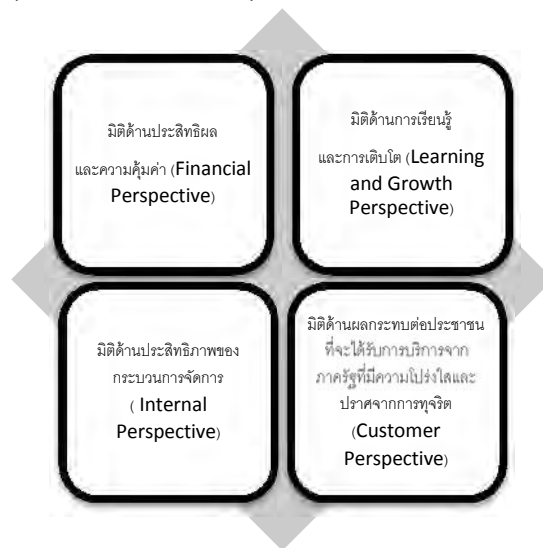 มิติด้านประสิทธิผล
และความคุ้มค่า (Financial
Perspective)
มิติด้านการเรียนรู้
และการเติบโต (Learning
and Growth
Perspective)
มิติด้านประสิทธิภาพของ
กระบวนการจัดการ
( Internal
Perspective)
มิติด้านผลกระทบต่อประชาชน
ที่จะได้รับการบริการจาก
ภาครัฐที่มีความโปร่งใสและ
ปราศจากการทุจริต
(Customer
Perspective)